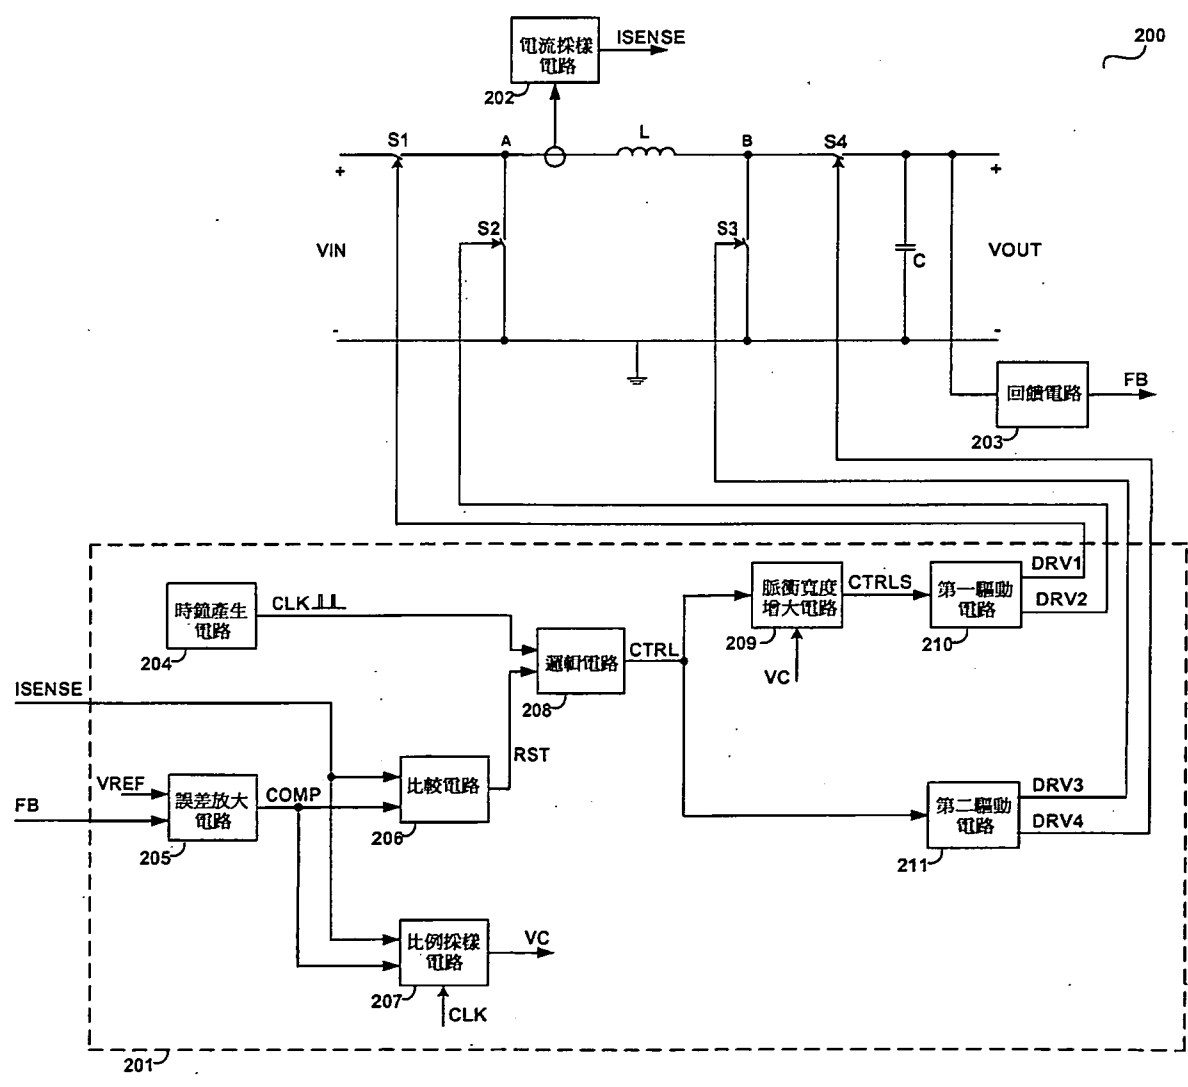 200
電流採樣
電路
202
ISENSE
S1
A
L
B
S4
+
+
S2
S3
VIN
C
VOUT
-
-
回饋電路
203
FB
DRV1
DRV2
時鐘產生
電路
204
CLK
邏輯電路
208
CTRL
脈衝寬度
增大電路
209
VC
CTRLS
第一驅動
電路
210
ISENSE
RST
VREF
FB
誤差放大
電路
205
COMP
比較電路
206
第二驅動
電路
211
DRV3
DRV4
比例採樣
電路
207
VC
CLK
201